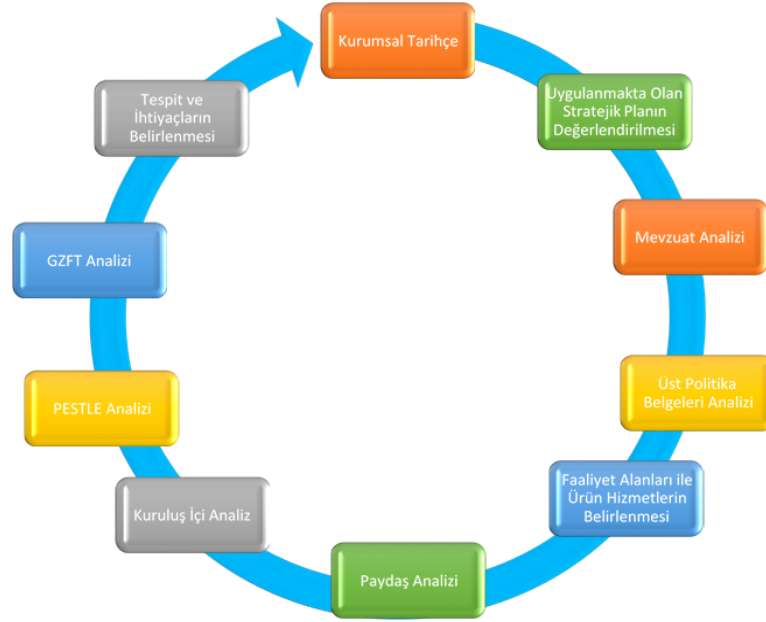 Kurumsal Tarihçe
Uygulanmakta Olan
Stratejik Planın
Değerlendirilmesi
Mevzuat Analizi
Üst Politika
Belgeleri Analizi
Faaliyet Alanları ile
Ürün Hizmetlerin
Belirlenmesi
Paydaş Analizi
Kuruluş İçi Analiz
PESTLE Analizi
GZFT Analizi
Tespit ve
İhtiyaçların
Belirlenmesi